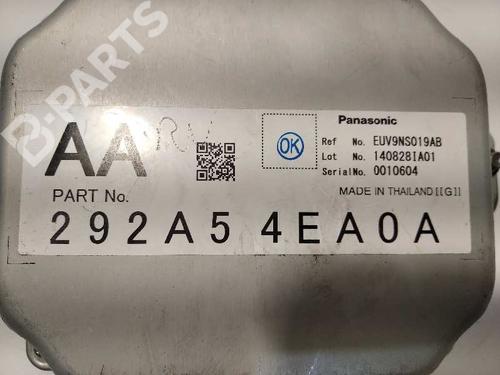 B-PARTS
Panasonic
AA
RV
OK
Ref No. EUV9NS019AB
Lot No. 140828IA01
Serial No. 0010604
PART No.
MADE IN THAILAND [[G]]
292A5 4EA0A